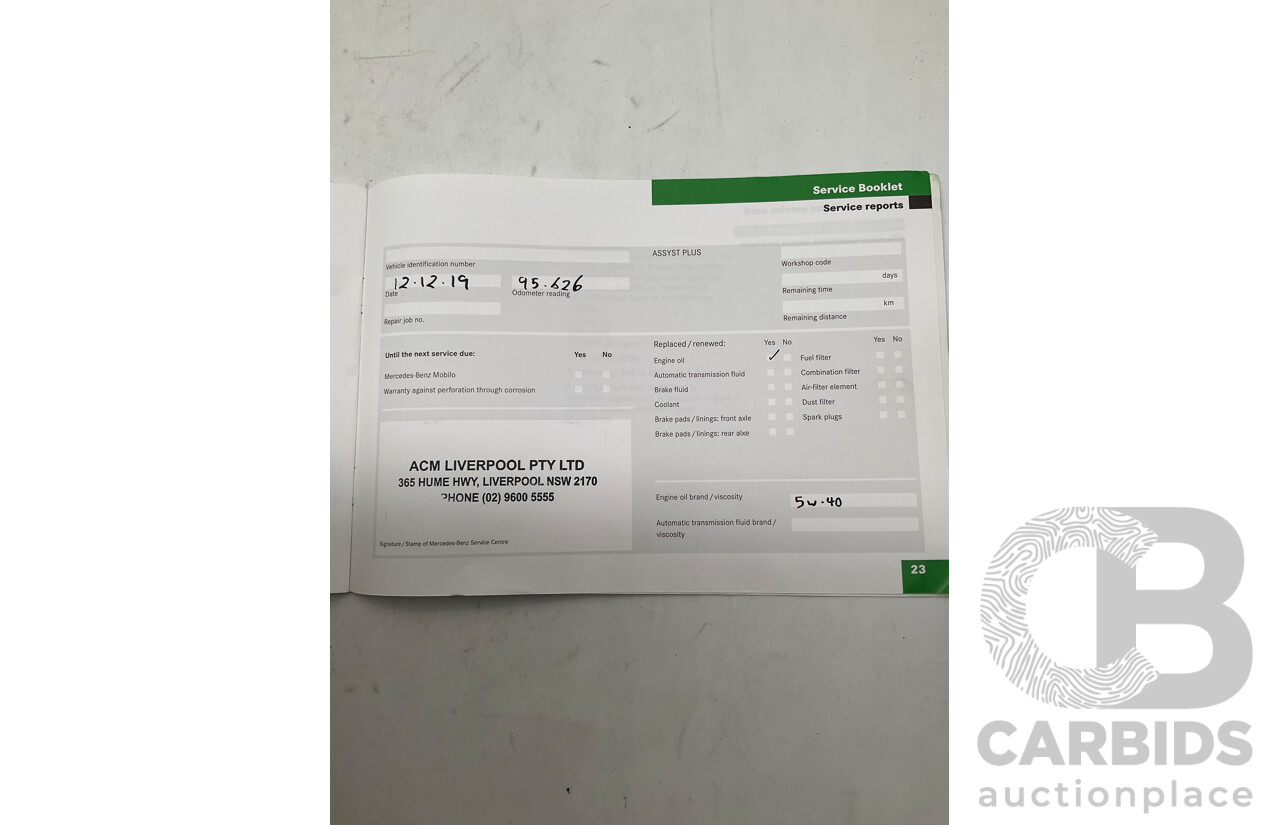 Service Booklet
Service reports
ASSYST PLUS
Vehicle identification number
12.12.19
Date
95.626
Odometer reading
Repair job no.
Workshop code
days
Remaining time
km
Remaining distance
Until the next service due: Yes No
Mercedes-Benz Mobilo
Warranty against perforation through corrosion
Replaced / renewed: Yes No
Engine oil ✓
Automatic transmission fluid
Brake fluid
Coolant
Brake pads / linings: front axle
Brake pads / linings: rear alxe
Yes No
Fuel filter
Combination filter
Air-filter element
Dust filter
Spark plugs
ACM LIVERPOOL PTY LTD
365 HUME HWY, LIVERPOOL NSW 2170
PHONE (02) 9600 5555
Signature / Stamp of Mercedes-Benz Service Centre
Engine oil brand / viscosity
5w-40
Automatic transmission fluid brand /
viscosity
23
CB
CARBIDS
auctionplace